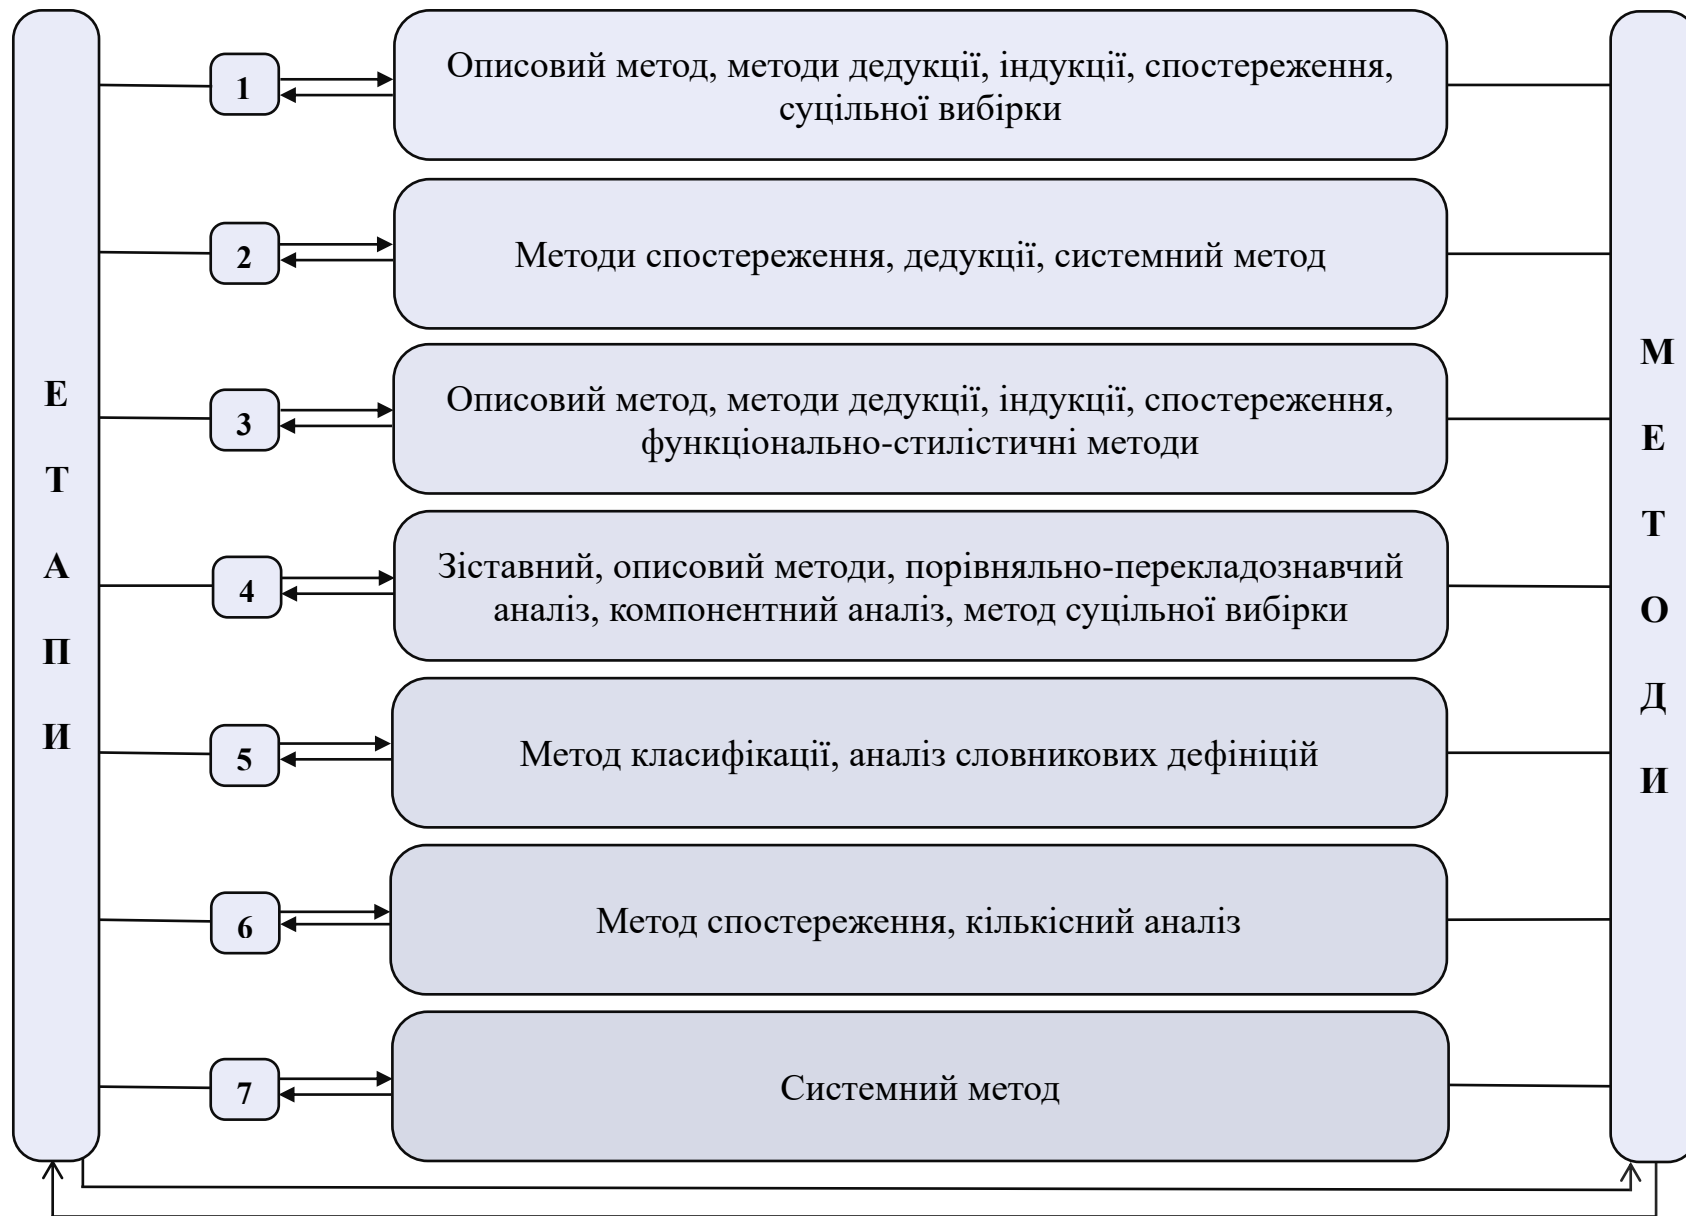 ЕТАПИ
1
Описовий метод, методи дедукції, індукції, спостереження,
суцільної вибірки
2
Методи спостереження, дедукції, системний метод
3
Описовий метод, методи дедукції, індукції, спостереження,
функціонально-стилістичні методи
4
Зіставний, описовий методи, порівняльно-перекладознавчий
аналіз, компонентний аналіз, метод суцільної вибірки
5
Метод класифікації, аналіз словникових дефініцій
6
Метод спостереження, кількісний аналіз
7
Системний метод
МЕТОДИ